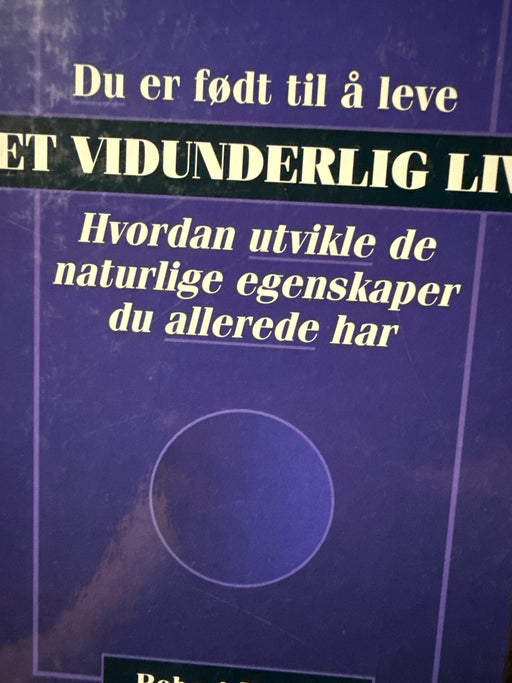 Du er født til å leve
ET VIDUNDERLIG LIV
Hvordan utvikle de
naturlige egenskaper
du allerede har